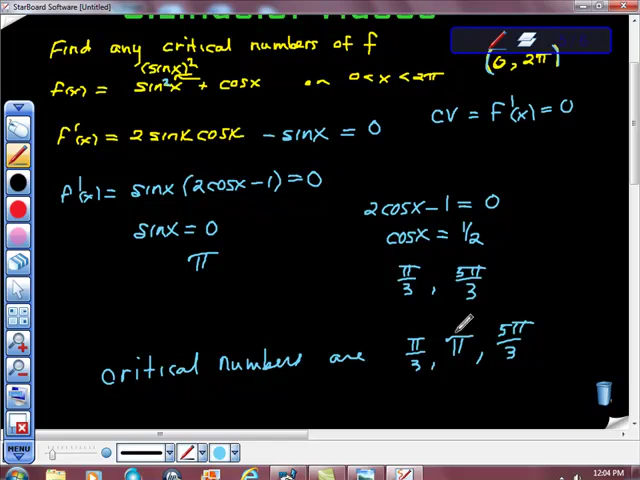 StarBoard Software - [Untitled]
Find any critical numbers of f
(0, 2π)
(sinx)²
f(x) = sin²x + cosx on 0 < x < 2π
CV = F'(x) = 0
F'(x) = 2 sinx cosx - sinx = 0
F'(x) = sinx (2cosx - 1) = 0
2cosx - 1 = 0
sinx = 0
cosx = 1/2
π
π/3 , 5π/3
critical numbers are π/3 , π , 5π/3
MENU
12:04 PM